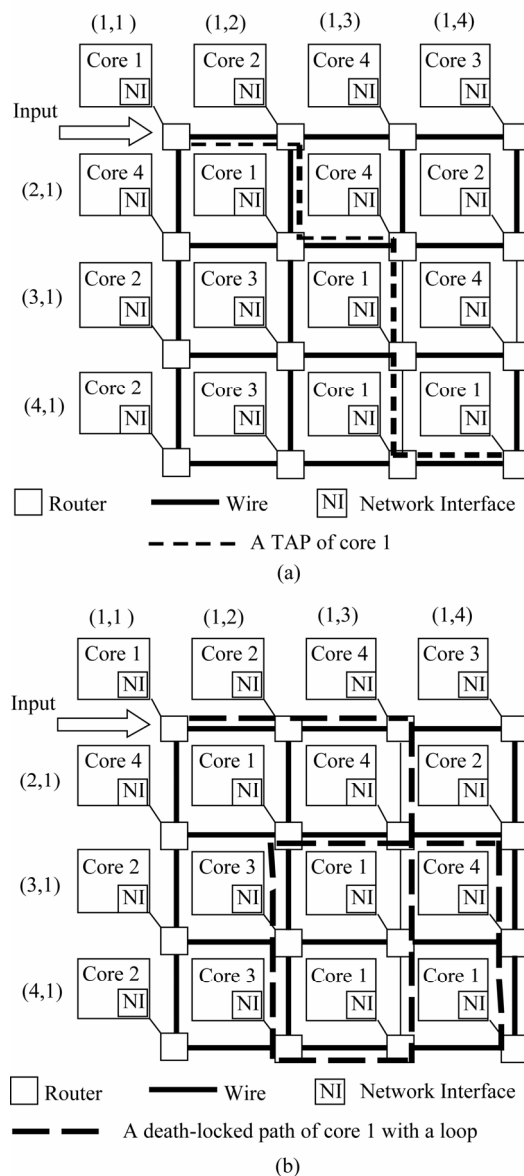 (1,1 ) (1,2) (1,3) (1,4)
Core 1 Core 2 Core 4 Core 3
NI NI NI NI
Input
Core 4 Core 1 Core 4 Core 2
(2,1)
NI NI NI NI
Core 2 Core 3 Core 1 Core 4
(3,1)
NI NI NI NI
Corc 2 Core 3 Core 1 Core 1
(4,1)
NI NI NI NI
Router Wire NI Network Interface
A TAP of core 1
(a)
(1,1 ) (1,2) (1,3) (1,4)
Core 1 Core 2 Core 4 Core 3
NI NI NI NI
Input
Core 4 Core 1 Core 4 Core 2
(2,1)
NI NI NI NI
Core 2 Core 3 Core 1 Core 4
(3,1)
NI NI NI NI
Core 2 Core 3 Core 1 Core 1
(4,1)
NI NI NI NI
Router Wire NI Network Interface
A death-locked path of core 1 with a loop
(b)